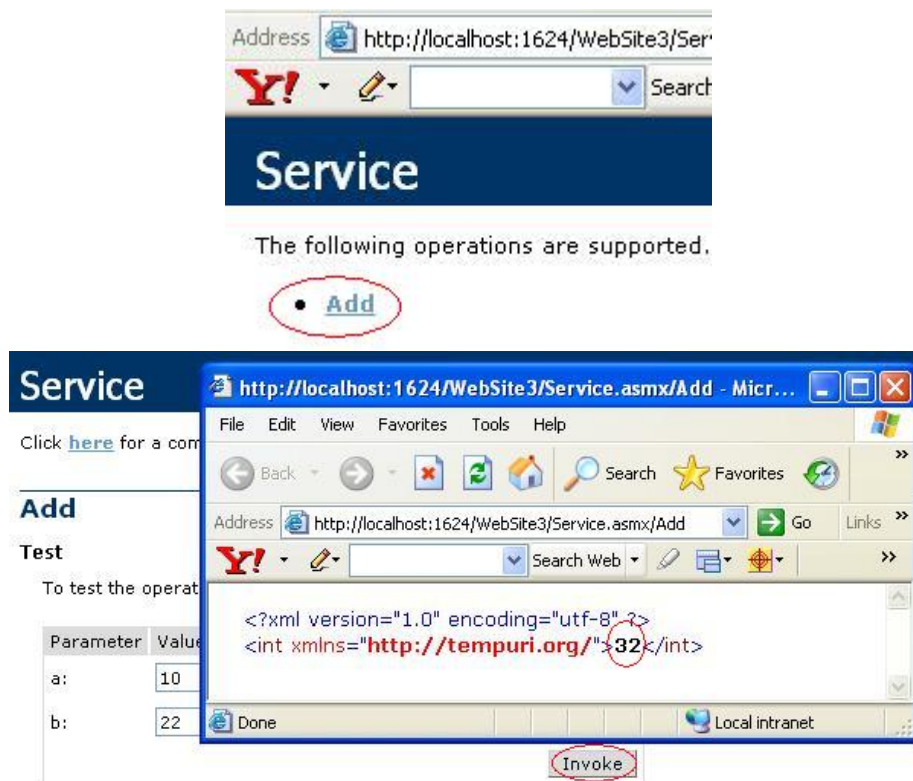 Address http://localhost:1624/WebSite3/Ser
Y! Search
Service
The following operations are supported.
• Add
Service
Click here for a com
Add
Test
To test the operat
Parameter Value
a: 10
b: 22
http://localhost:1624/WebSite3/Service.asmx/Add - Micr...
File Edit View Favorites Tools Help
Back Search Favorites »
Address http://localhost:1624/WebSite3/Service.asmx/Add Go Links »
Y! Search Web »
<?xml version="1.0" encoding="utf-8" ?>
<int xmlns="http://tempuri.org/">32</int>
Done Local intranet
Invoke